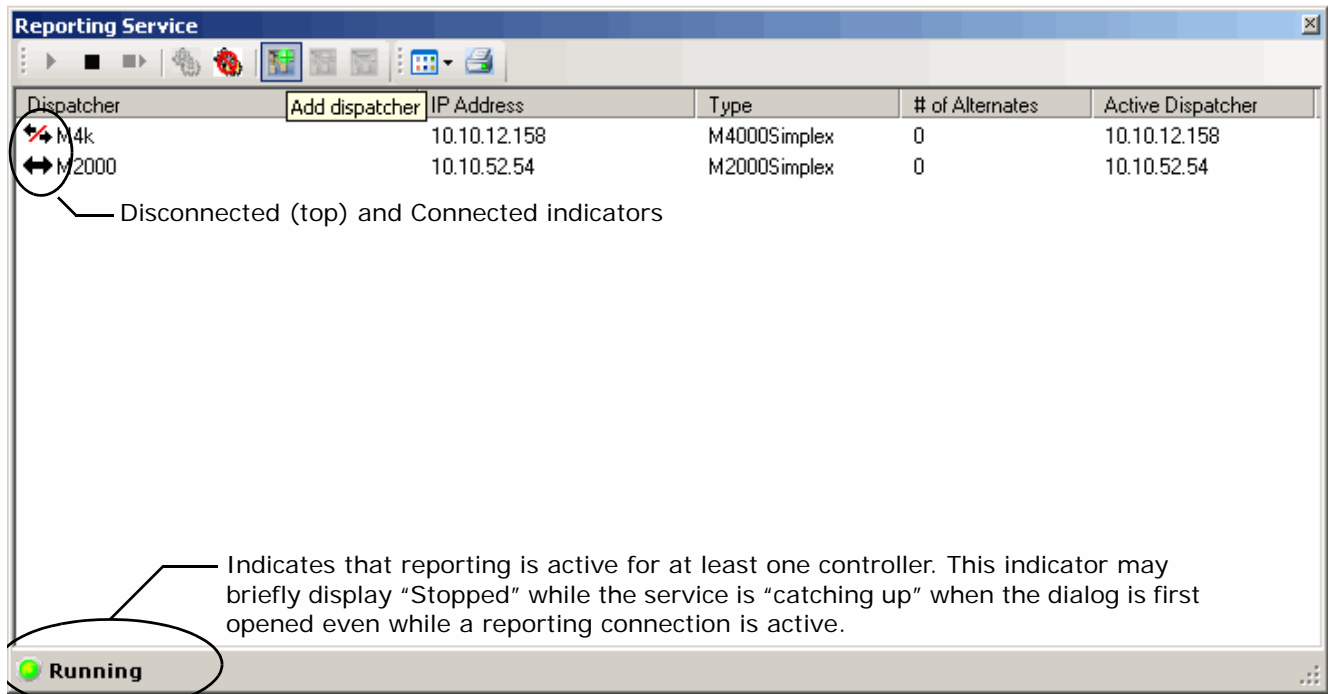 Reporting Service
Dispatcher Add dispatcher IP Address Type # of Alternates Active Dispatcher
M4k 10.10.12.158 M4000Simplex 0 10.10.12.158
M2000 10.10.52.54 M2000Simplex 0 10.10.52.54
Disconnected (top) and Connected indicators
Indicates that reporting is active for at least one controller. This indicator may
briefly display “Stopped” while the service is “catching up” when the dialog is first
opened even while a reporting connection is active.
Running